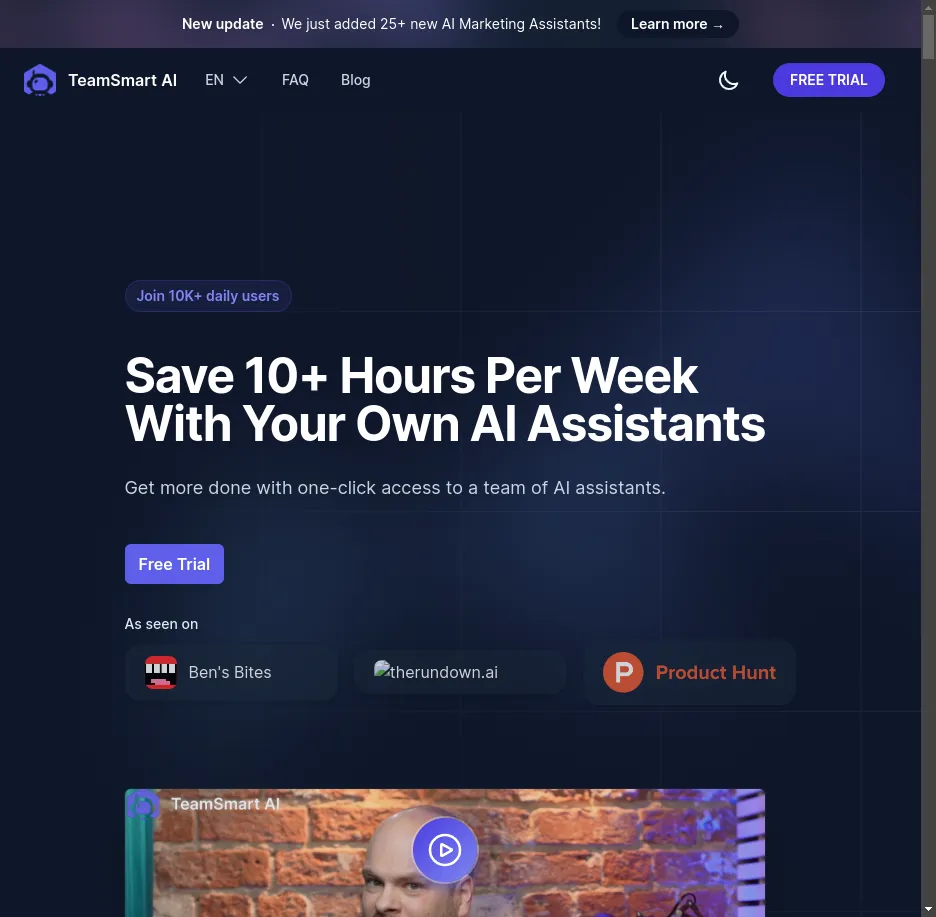 New update · We just added 25+ new AI Marketing Assistants! Learn more →
TeamSmart AI EN FAQ Blog FREE TRIAL
Join 10K+ daily users
Save 10+ Hours Per Week
With Your Own AI Assistants
Get more done with one-click access to a team of AI assistants.
Free Trial
As seen on
Ben's Bites therundown.ai P Product Hunt
TeamSmart AI